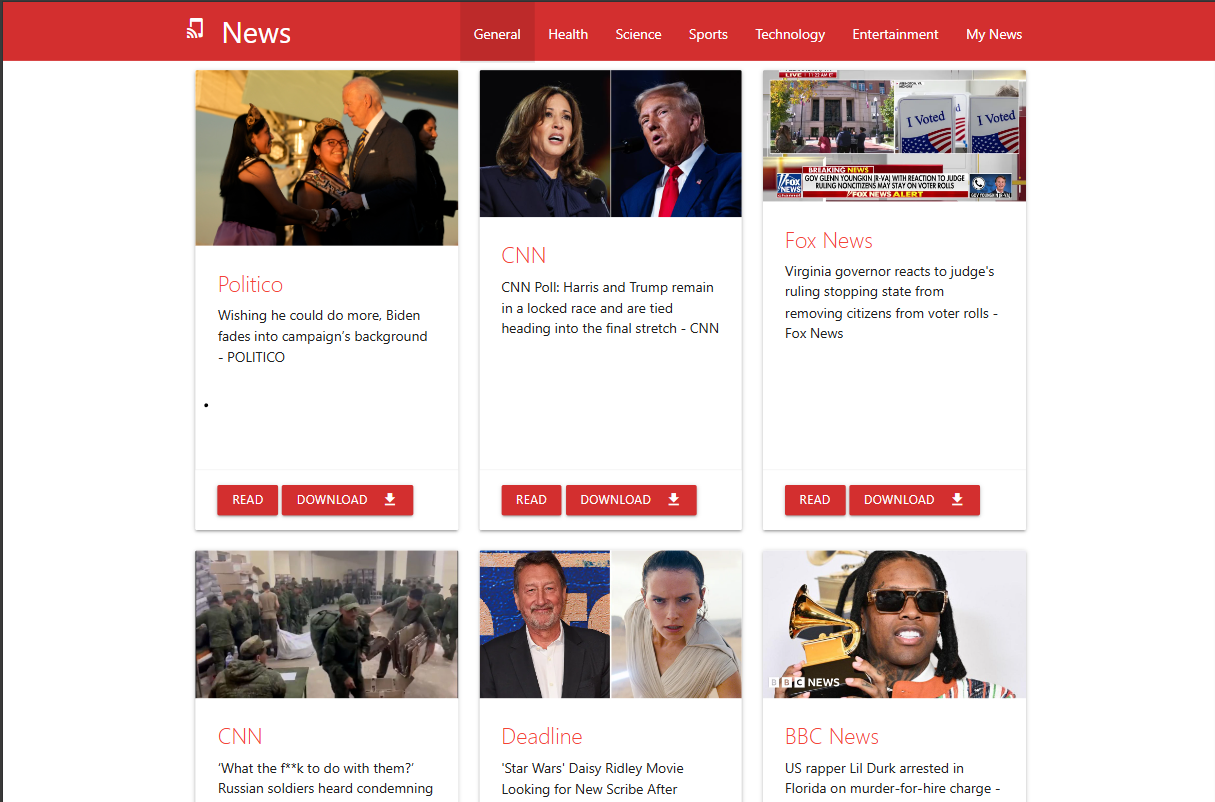 News
General Health Science Sports Technology Entertainment My News
LIVE
I Voted
I Voted
BREAKING NEWS
FOX NEWS
GOV GLENN YOUNGKIN (R-VA) WITH REACTION TO JUDGE
RULING NONCITIZENS MAY STAY ON VOTER ROLLS
FOX NEWS ALERT
Politico
Wishing he could do more, Biden
fades into campaign’s background
- POLITICO
READ DOWNLOAD
CNN
CNN Poll: Harris and Trump remain
in a locked race and are tied
heading into the final stretch - CNN
READ DOWNLOAD
Fox News
Virginia governor reacts to judge's
ruling stopping state from
removing citizens from voter rolls -
Fox News
READ DOWNLOAD
CNN
‘What the f**k to do with them?’
Russian soldiers heard condemning
Deadline
'Star Wars' Daisy Ridley Movie
Looking for New Scribe After
BBC NEWS
BBC News
US rapper Lil Durk arrested in
Florida on murder-for-hire charge -